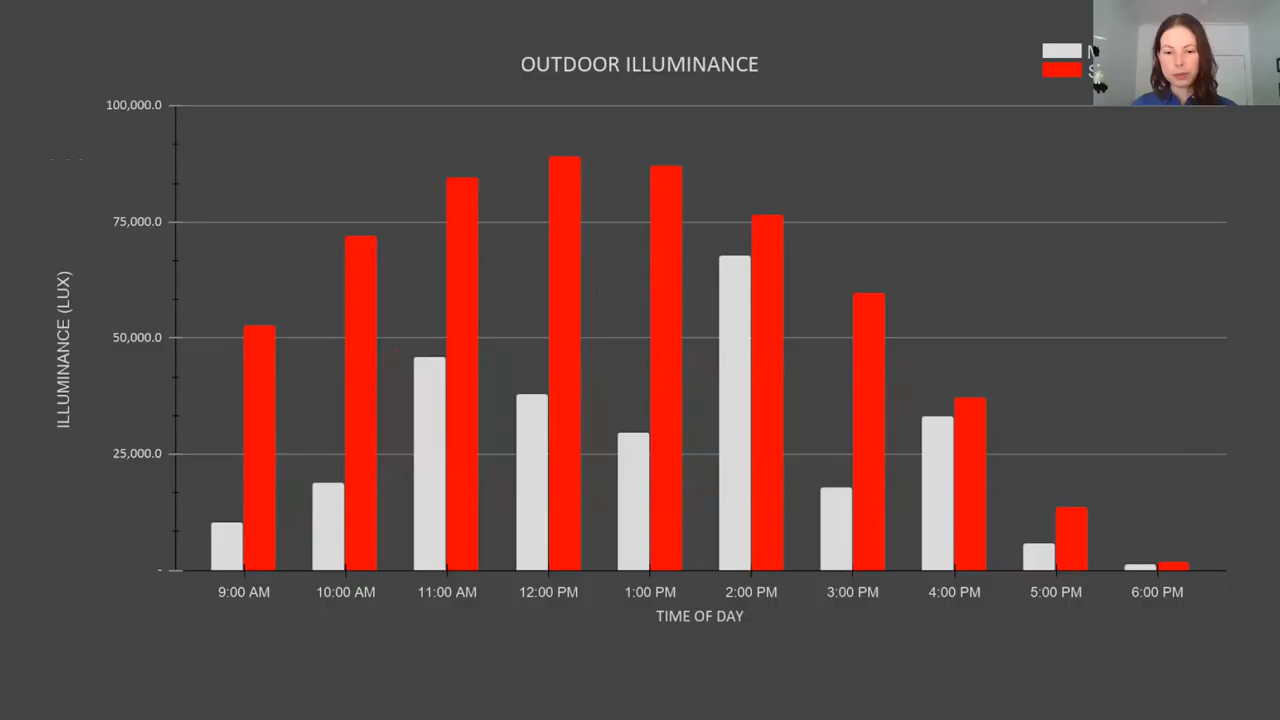 OUTDOOR ILLUMINANCE
100,000.0
75,000.0
50,000.0
25,000.0
-
ILLUMINANCE (LUX)
9:00 AM 10:00 AM 11:00 AM 12:00 PM 1:00 PM 2:00 PM 3:00 PM 4:00 PM 5:00 PM 6:00 PM
TIME OF DAY